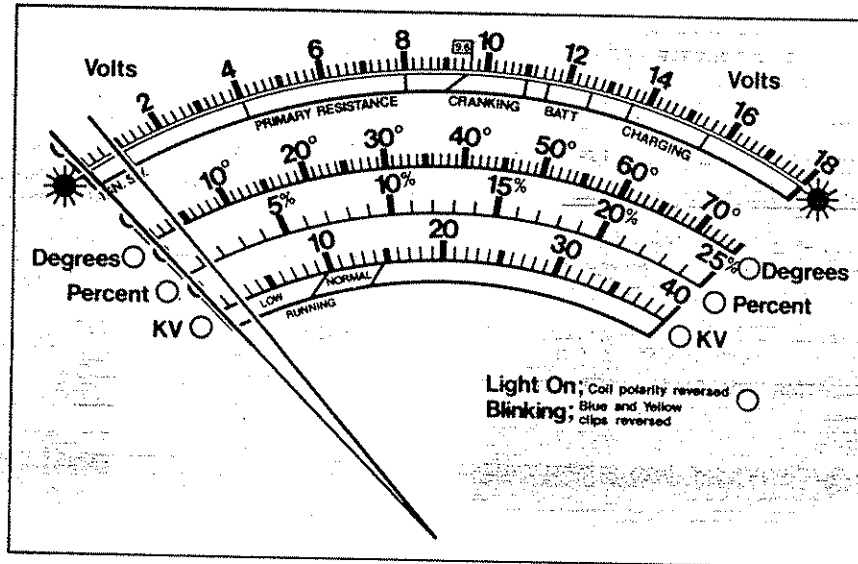 Volts
2 4 6 8 9.6 10 12 14 16 18
Volts
PRIMARY RESISTANCE CRANKING BATT CHARGING
10° 20° 30° 40° 50° 60° 70°
5% 10% 15% 20% 25%
10 20 30 40
LOW NORMAL
RUNNING
Degrees
Percent
KV
Degrees
Percent
KV
Light On; Coil polarity reversed
Blinking; Blue and Yellow
clips reversed